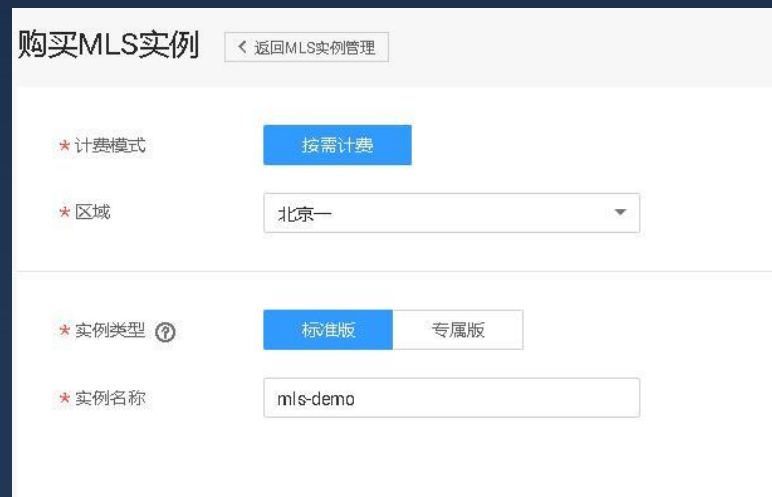 购买MLS实例 < 返回MLS实例管理
* 计费模式 按需计费
* 区域 北京一
* 实例类型 ? 标准版 专属版
* 实例名称 mls-demo